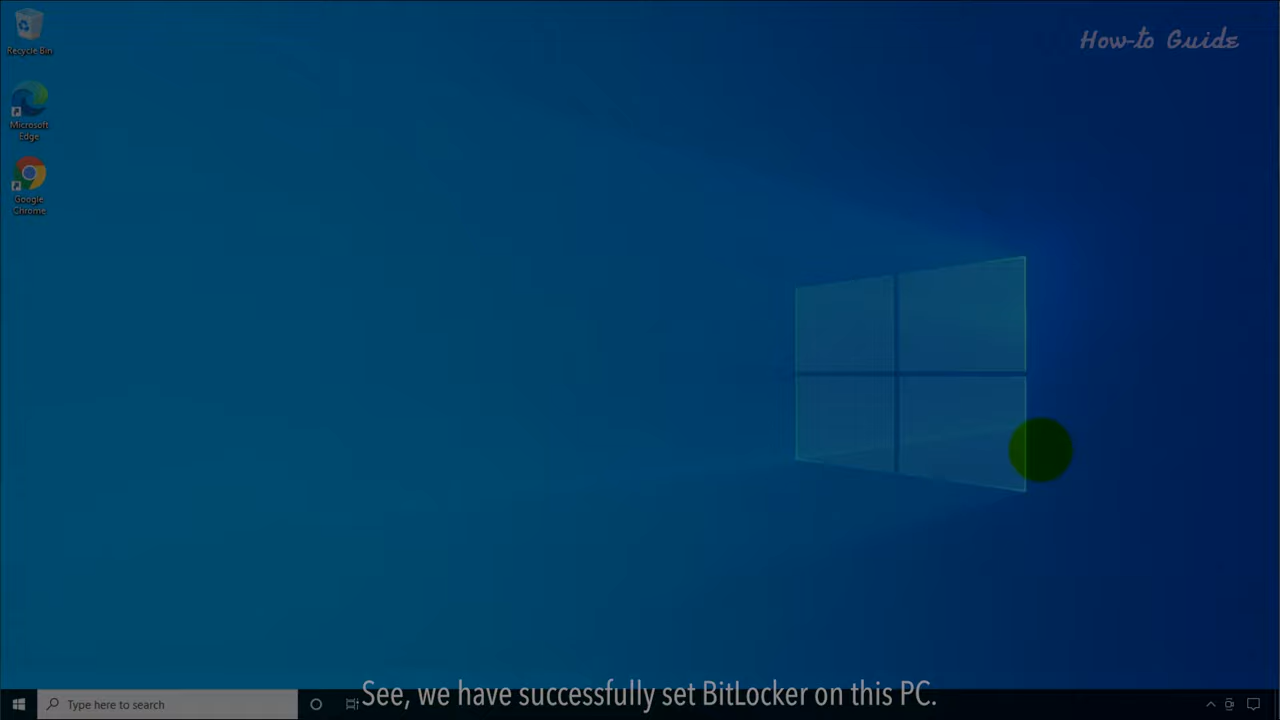 How-to Guide
Recycle Bin
Microsoft
Edge
Google
Chrome
See, we have successfully set BitLocker on this PC.
Type here to search